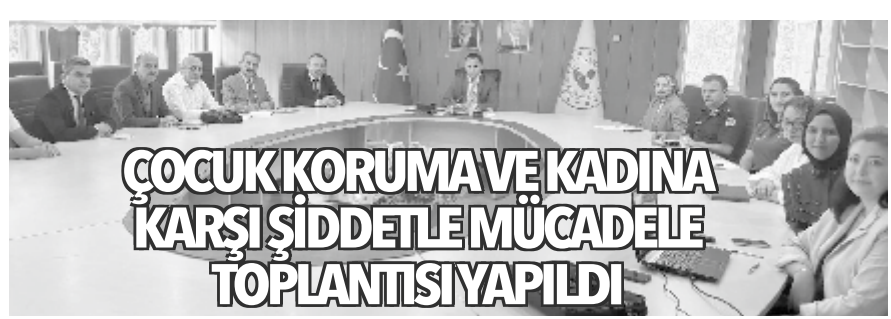 ÇOCUK KORUMA VE KADINA
KARŞI ŞİDDETLE MÜCADELE
TOPLANTISI YAPILDI